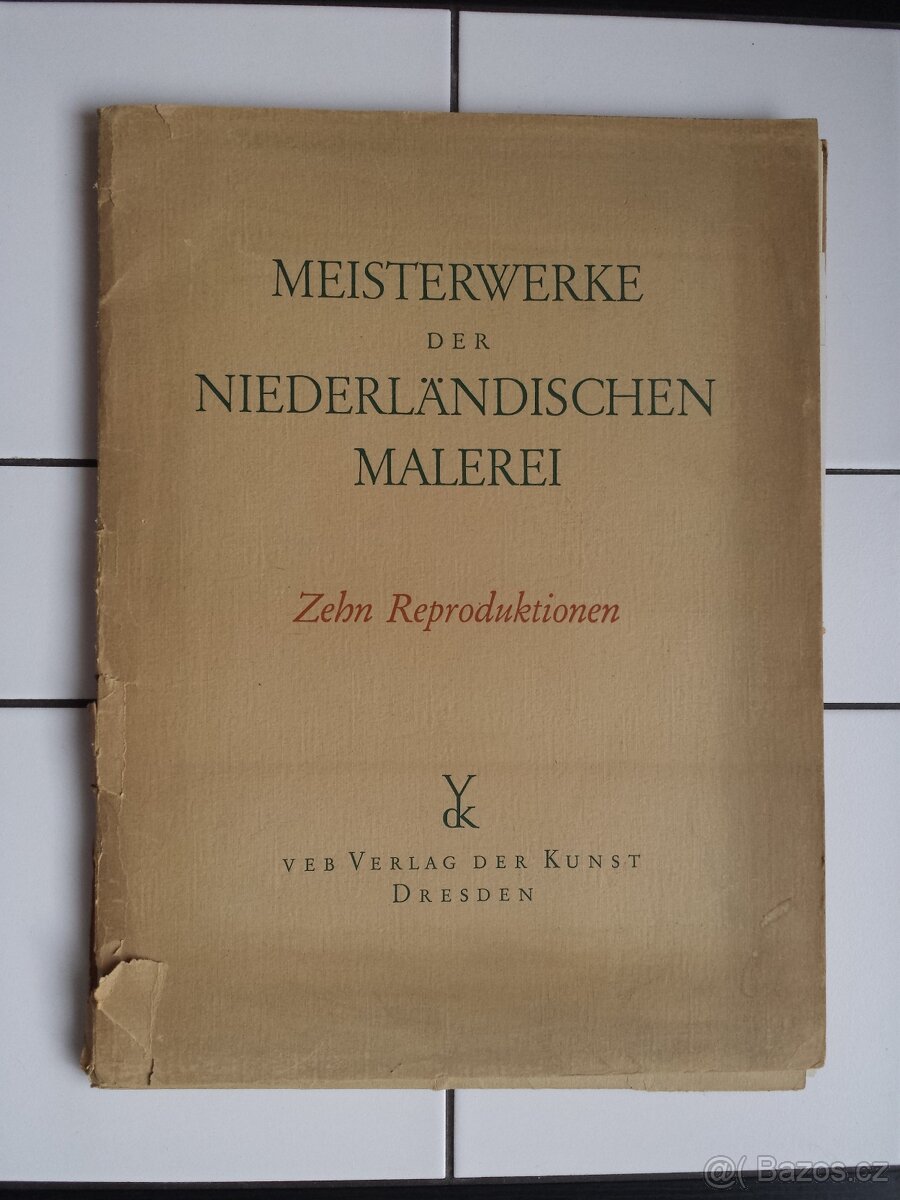 MEISTERWERKE
DER
NIEDERLÄNDISCHEN
MALEREI
Zehn Reproduktionen
VdK
VEB VERLAG DER KUNST
DRESDEN
@( Bazos.cz